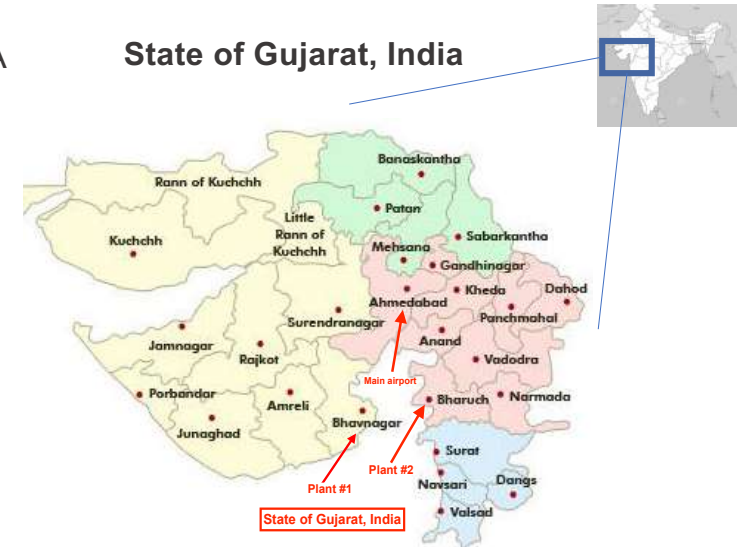 A
State of Gujarat, India
Banaskantha
Rann of Kuchchh
Patan
Little
Rann of
Kuchchh
Kuchchh
Sabarkantha
Mehsana
Gandhinagar
Kheda
Dahod
Ahmedabad
Panchmahal
Surendranagar
Anand
Jamnagar
Rajkot
Vadodra
Main airport
Porbandar
Amreli
Bharuch
Narmada
Bhavnagar
Junaghad
Surat
Plant #2
Plant #1
Navsari
Dangs
Valsad
State of Gujarat, India